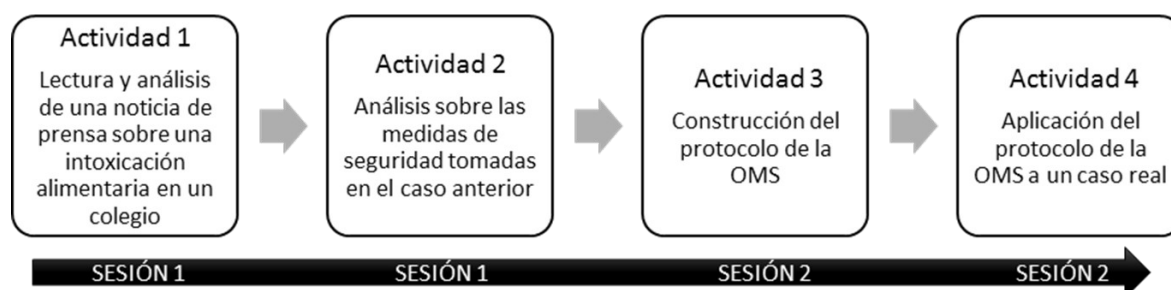 Actividad 1
Lectura y análisis
de una noticia de
prensa sobre una
intoxicación
alimentaria en un
colegio
Actividad 2
Análisis sobre las
medidas de
seguridad tomadas
en el caso anterior
Actividad 3
Construcción del
protocolo de la
OMS
Actividad 4
Aplicación del
protocolo de la
OMS a un caso real
SESIÓN 1
SESIÓN 1
SESIÓN 2
SESIÓN 2